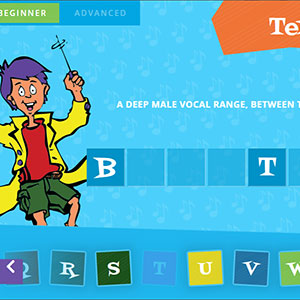 BEGINNER
ADVANCED
Te
A DEEP MALE VOCAL RANGE, BETWEEN T
B T
Q R S T U V W